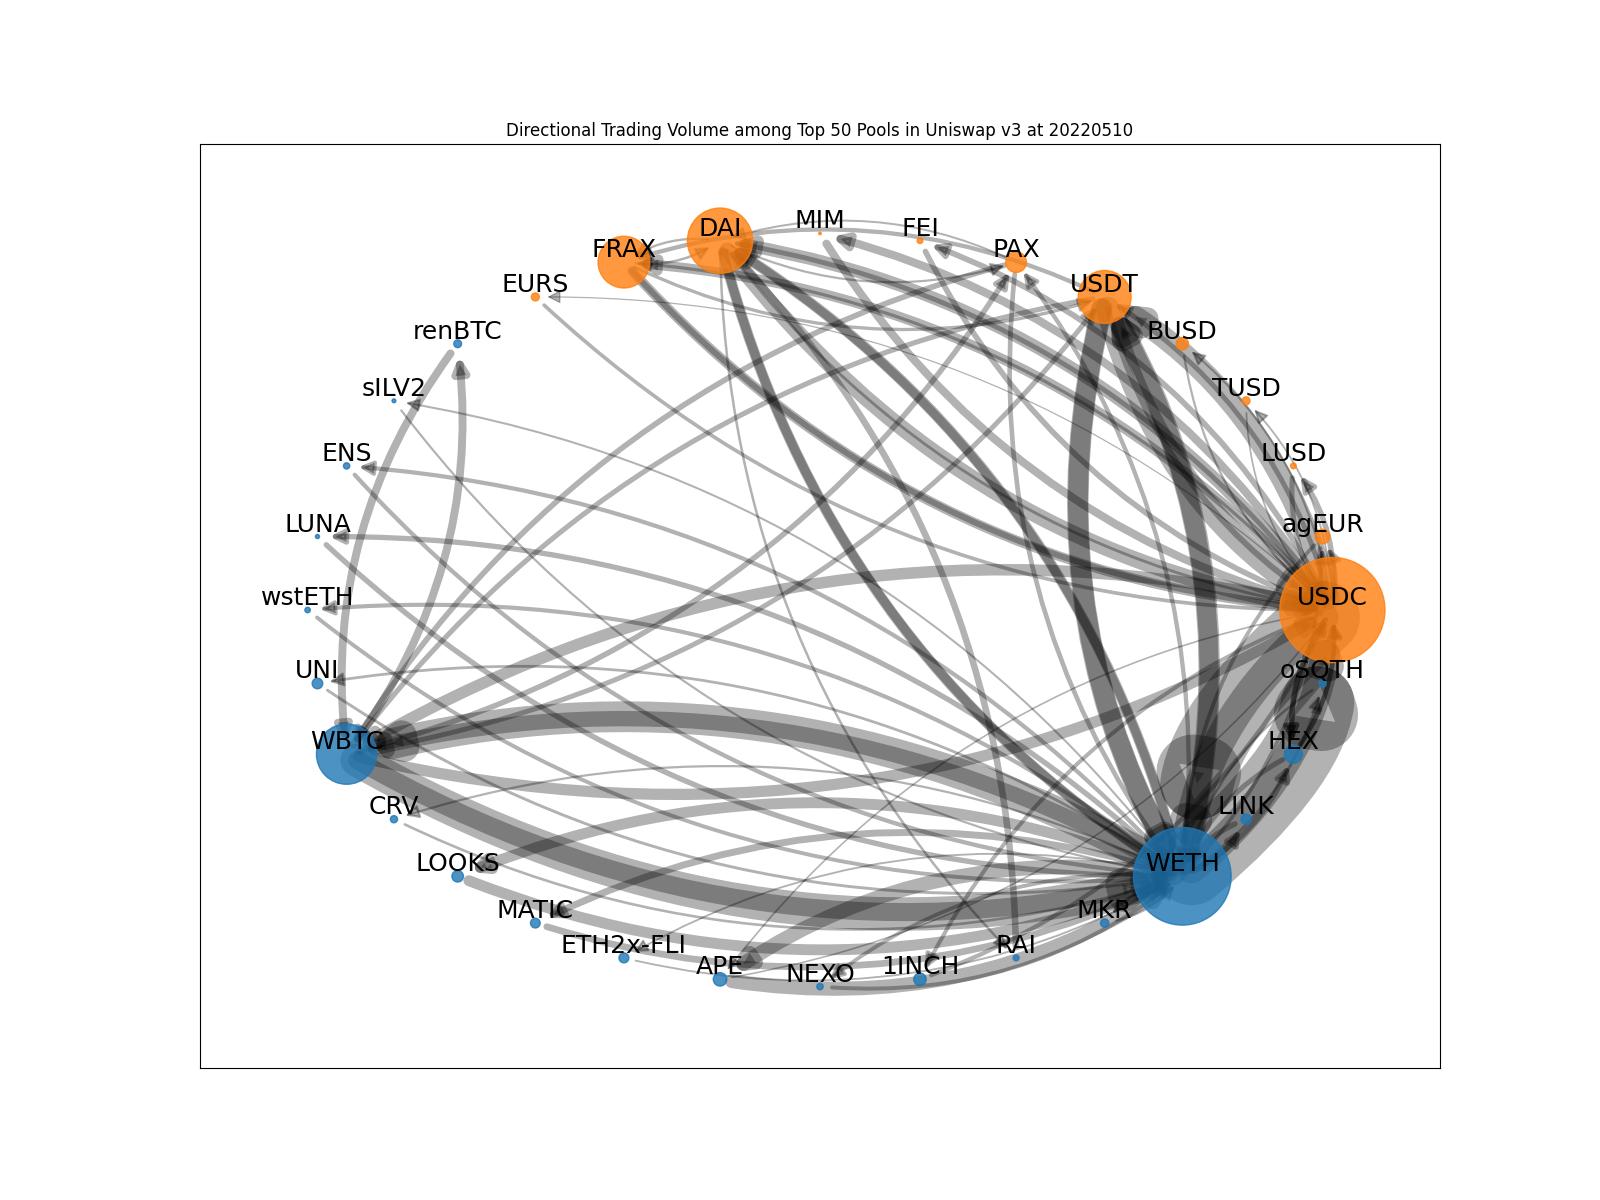 Directional Trading Volume among Top 50 Pools in Uniswap v3 at 20220510
MIM
DAI
FEI
FRAX
PAX
EURS
USDT
renBTC
BUSD
sILV2
TUSD
ENS
LUSD
LUNA
agEUR
wstETH
USDC
UNI
oSQTH
WBTC
HEX
CRV
LINK
LOOKS
WETH
MATIC
MKR
ETH2x-FLI
RAI
APE
1INCH
NEXO